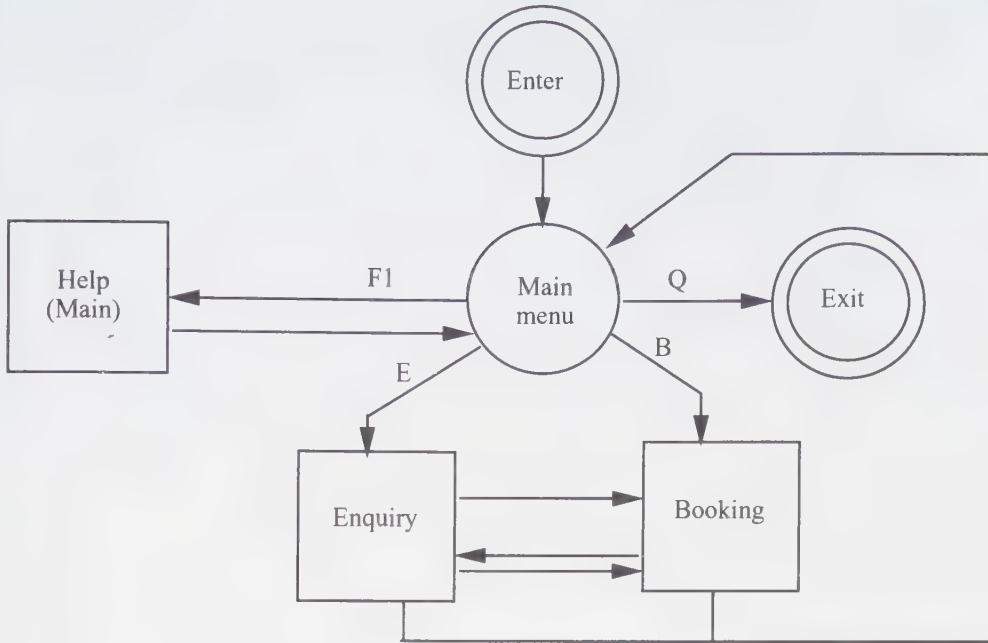 Enter
Help
(Main)
F1
Main
menu
Q
Exit
E
B
Enquiry
Booking